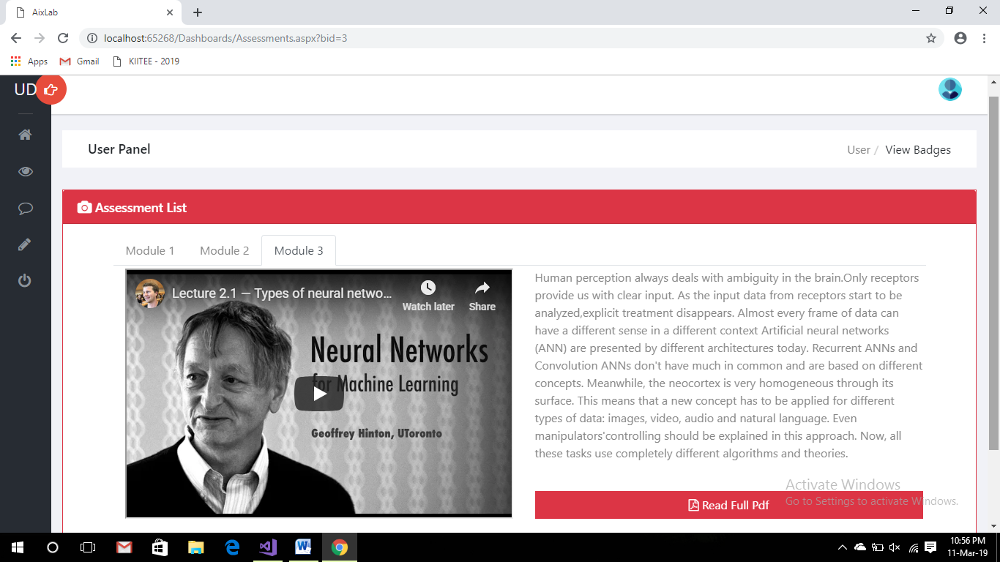 AixLab
localhost:65268/Dashboards/Assessments.aspx?bid=3
Apps Gmail KIITEE - 2019
UD
User Panel
User / View Badges
Assessment List
Module 1 Module 2 Module 3
Lecture 2.1 — Types of neural netwo...
Watch later Share
Neural Networks
for Machine Learning
Geoffrey Hinton, UToronto
Human perception always deals with ambiguity in the brain.Only receptors
provide us with clear input. As the input data from receptors start to be
analyzed,explicit treatment disappears. Almost every frame of data can
have a different sense in a different context Artificial neural networks
(ANN) are presented by different architectures today. Recurrent ANNs and
Convolution ANNs don't have much in common and are based on different
concepts. Meanwhile, the neocortex is very homogeneous through its
surface. This means that a new concept has to be applied for different
types of data: images, video, audio and natural language. Even
manipulators'controlling should be explained in this approach. Now, all
these tasks use completely different algorithms and theories.
Read Full Pdf
Activate Windows
Go to Settings to activate Windows.
10:56 PM
11-Mar-19